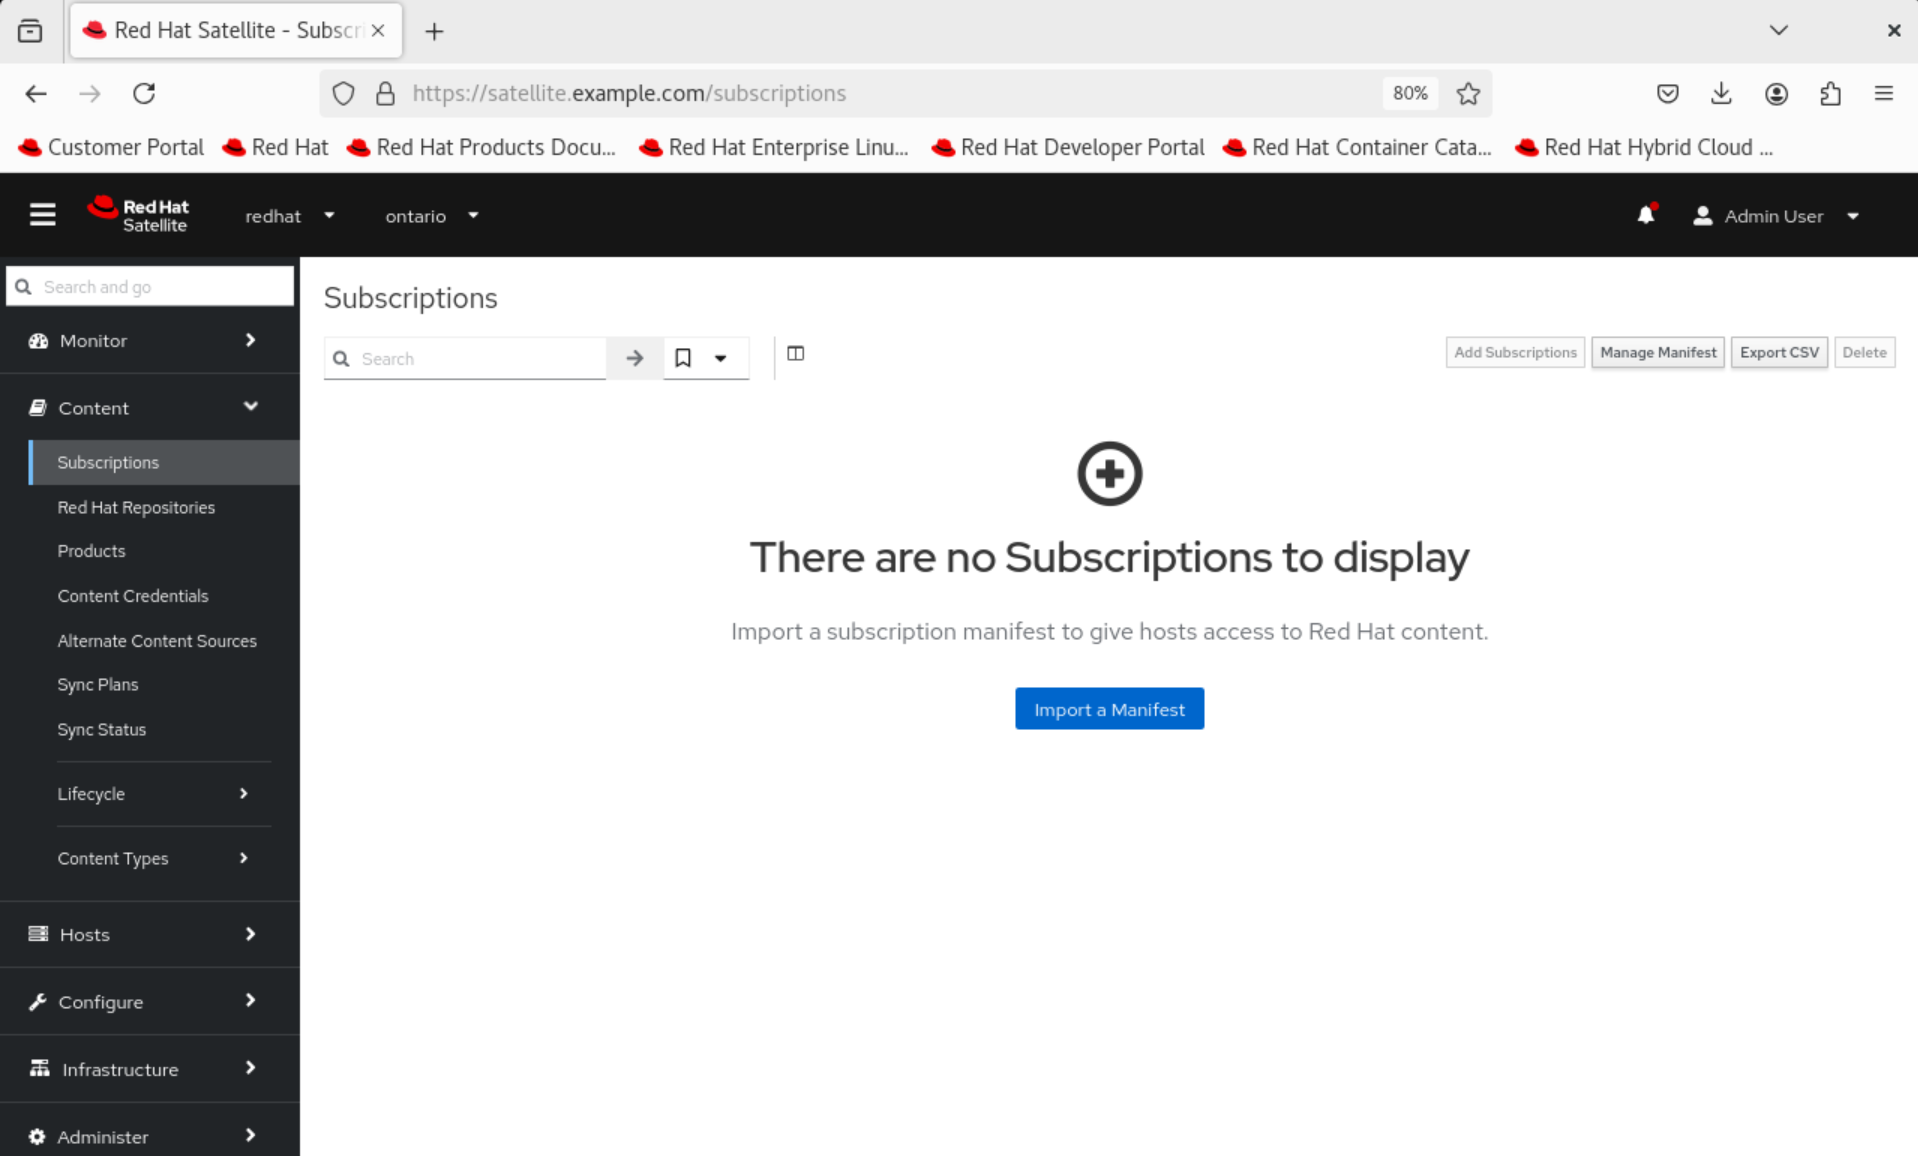 Red Hat Satellite - Subscri
https://satellite.example.com/subscriptions
80%
Customer Portal
Red Hat
Red Hat Products Docu...
Red Hat Enterprise Linu...
Red Hat Developer Portal
Red Hat Container Cata...
Red Hat Hybrid Cloud ...
Red Hat
Satellite
redhat
ontario
Admin User
Search and go
Monitor
Content
Subscriptions
Red Hat Repositories
Products
Content Credentials
Alternate Content Sources
Sync Plans
Sync Status
Lifecycle
Content Types
Hosts
Configure
Infrastructure
Administer
Subscriptions
Search
Add Subscriptions
Manage Manifest
Export CSV
Delete
There are no Subscriptions to display
Import a subscription manifest to give hosts access to Red Hat content.
Import a Manifest